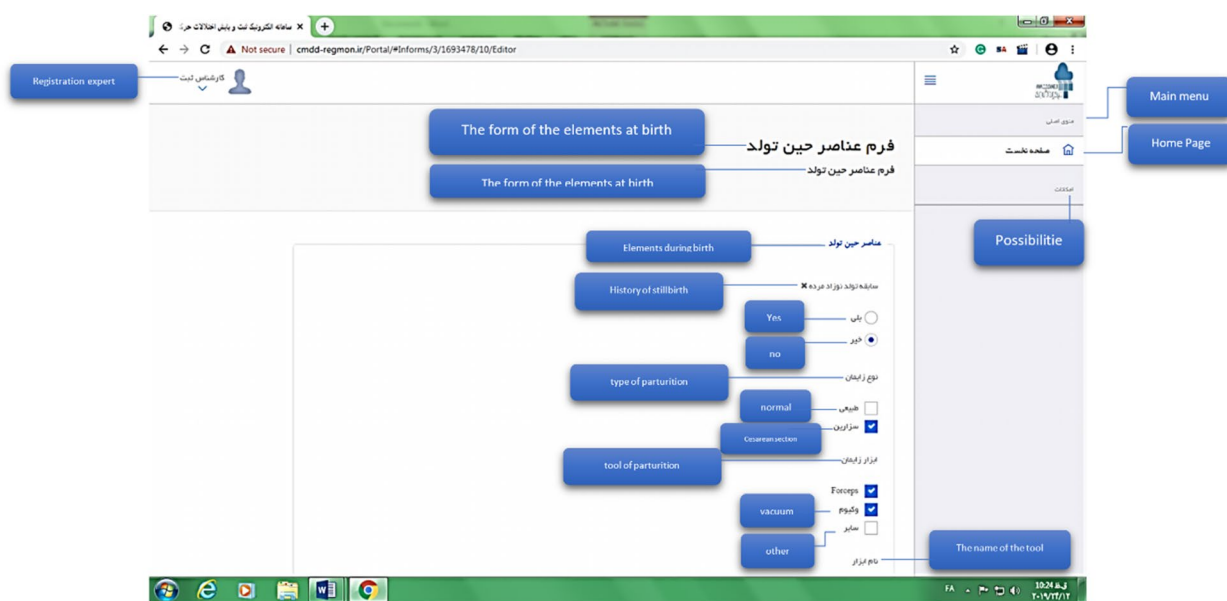 سامانه الکترونیک ثبت و پایش اختلالات حرک
Not secure | cmdd-regmon.ir/Portal/#Informs/3/1693478/10/Editor
Registration expert
کارشناس ثبت
Main menu
منوی اصلی
Home Page
صفحه نخست
امکانات
Possibilitie
The form of the elements at birth
فرم عناصر حین تولد
The form of the elements at birth
فرم عناصر حین تولد
Elements during birth
عناصر حین تولد
History of stillbirth
سابقه تولد نوزاد مرده
Yes
بلی
no
خیر
type of parturition
نوع زایمان
normal
طبیعی
Cesarean section
سزارین
tool of parturition
ابزار زایمان
Forceps
vacuum
وکیوم
other
سایر
The name of the tool
نام ابزار
FA
10:24 ق.ظ